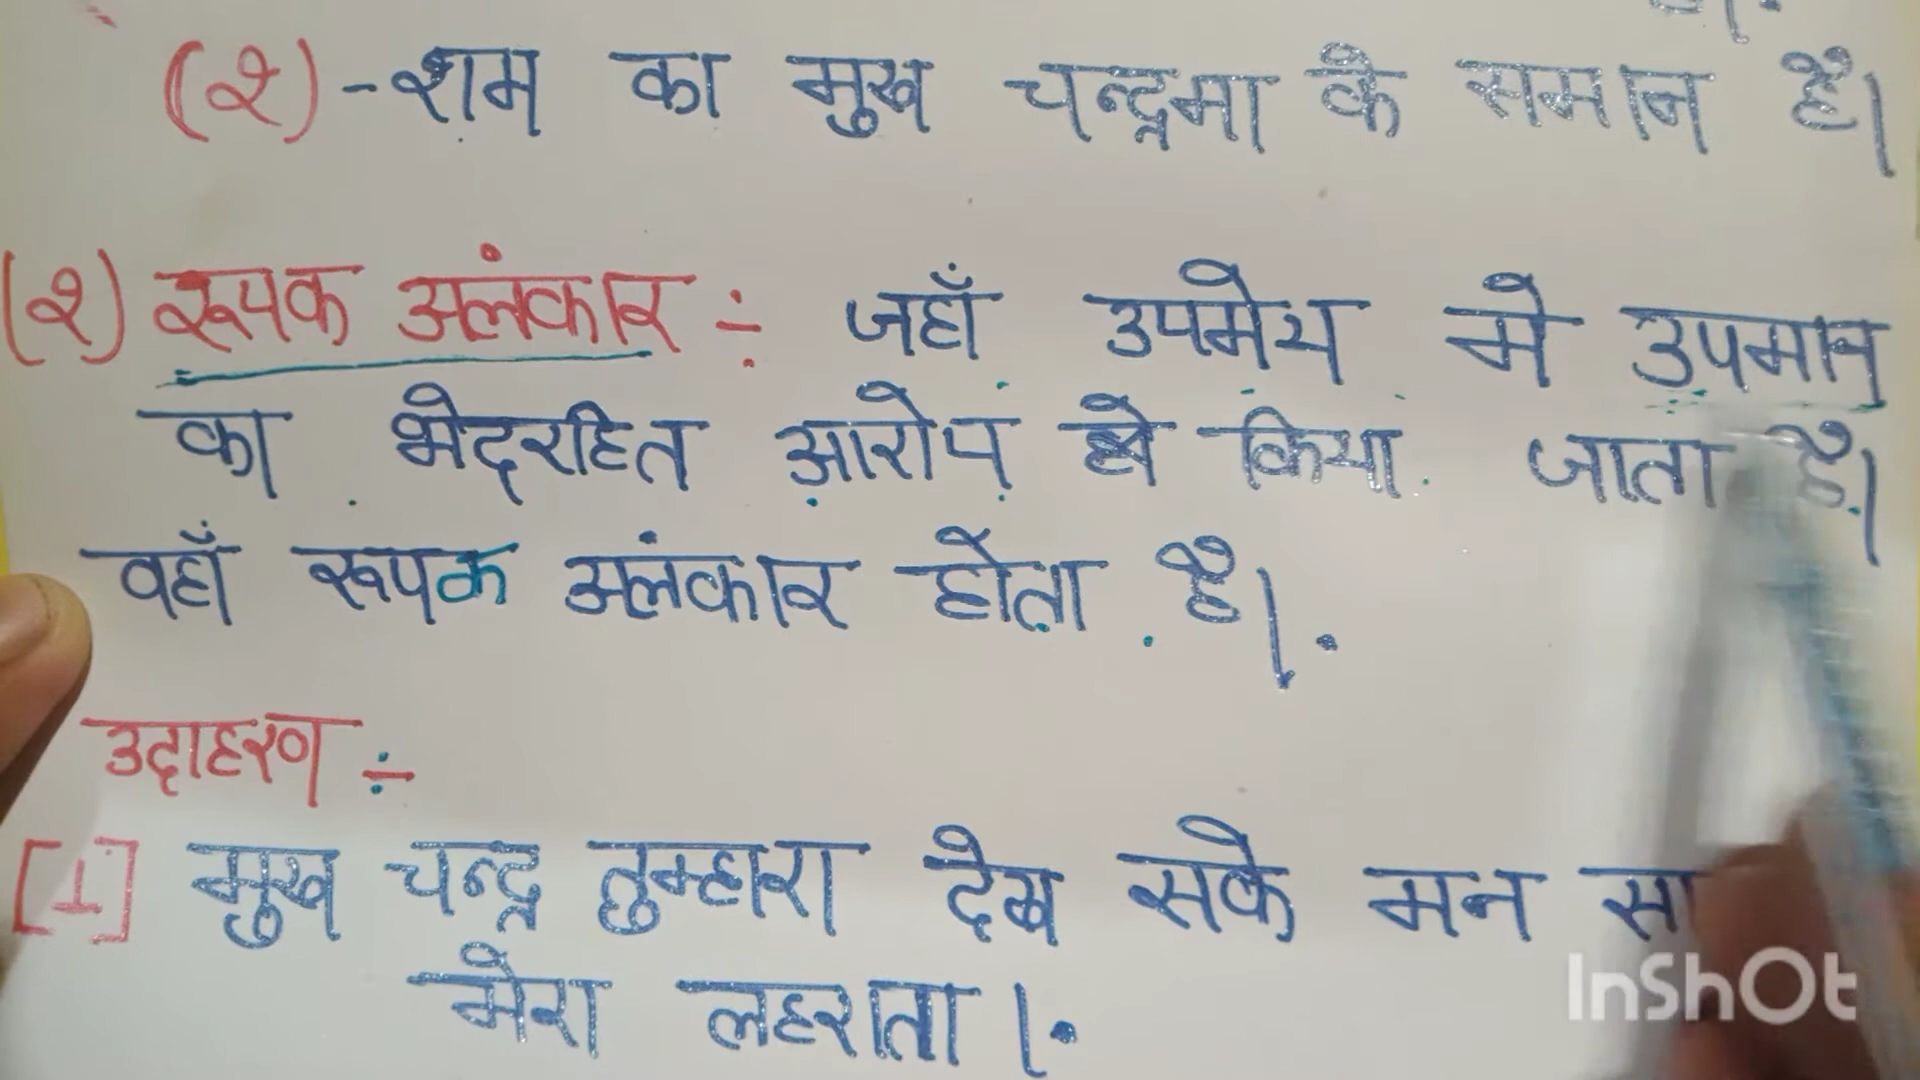 (२) - राम का मुख चन्द्रमा के समान है।
(२) रूपक अलंकार :- जहाँ उपमेय मे उपमान
का भेदरहित आरोप किया जाता है।
वहाँ रूपक अलंकार होता है।
उदाहरण :-
[1] मुख चन्द्र तुम्हारा देख सके मन
मेरा लहराता।
InShOt